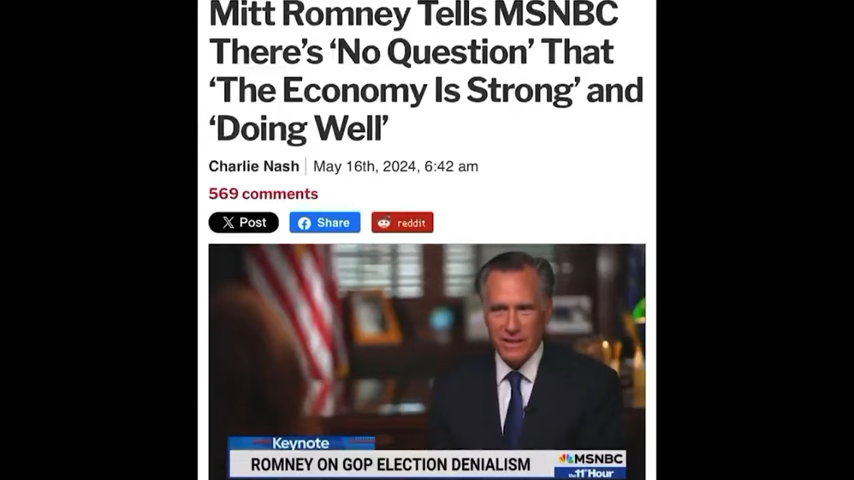 Mitt Romney Tells MSNBC
There's 'No Question' That
'The Economy Is Strong' and
'Doing Well'
Charlie Nash | May 16th, 2024, 6:42 am
569 comments
X Post
Share
reddit
Keynote
ROMNEY ON GOP ELECTION DENIALISM
MSNBC
THE 11TH Hour